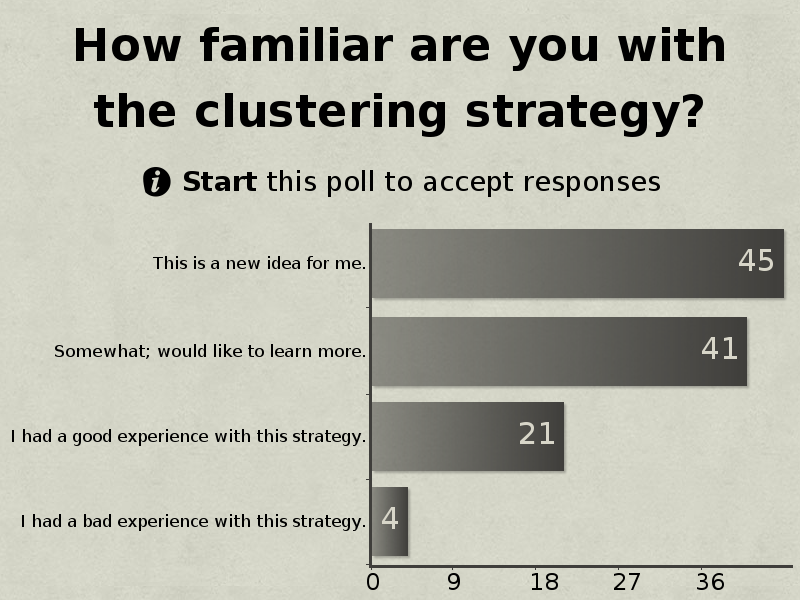 How familiar are you with
the clustering strategy?
i Start this poll to accept responses
This is a new idea for me.
45
Somewhat; would like to learn more.
41
I had a good experience with this strategy.
21
I had a bad experience with this strategy.
4
0 9 18 27 36